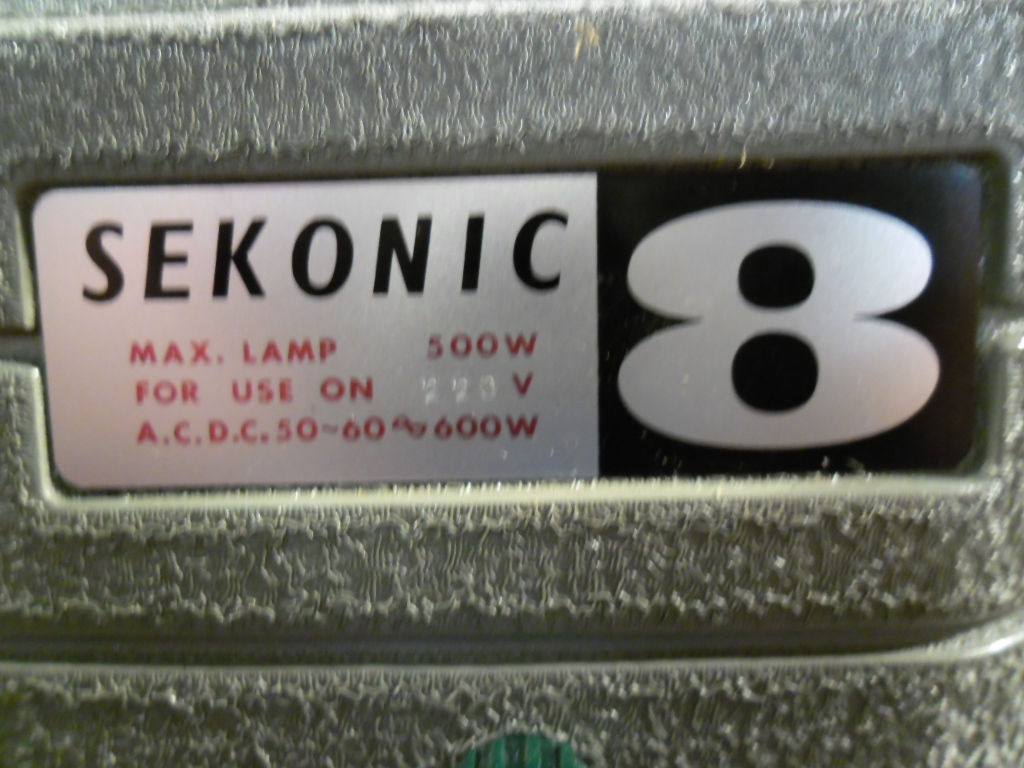 SEKONIC 8
MAX. LAMP 500W
FOR USE ON V
A.C.D.C. 50~60∿600W